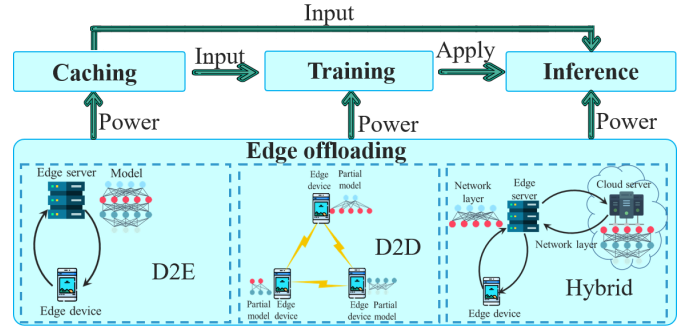 Input
Caching
Input
Training
Apply
Inference
Power
Power
Power
Edge offloading
Edge server
Model
Edge device
D2E
Edge
device
Partial
model
D2D
Partial
model
Edge
device
Edge
device
Partial
model
Network
layer
Edge
server
Cloud server
Network layer
Edge device
Hybrid